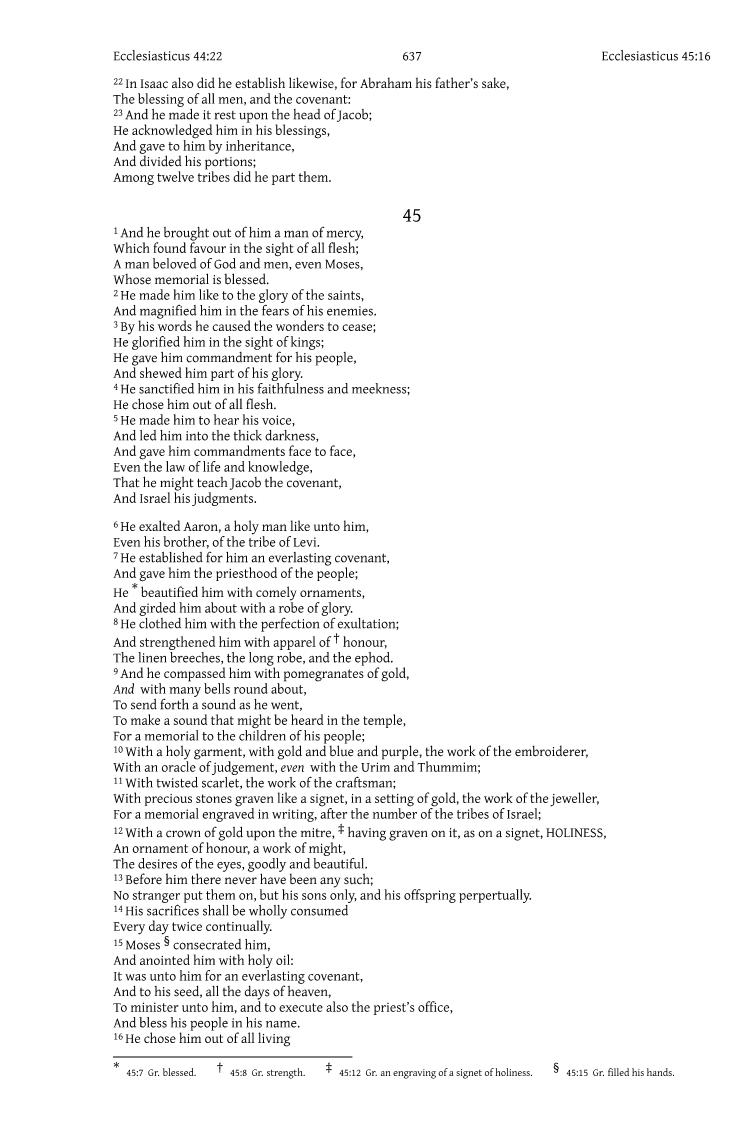 Ecclesiasticus 44:22 637 Ecclesiasticus 45:16
22 In Isaac also did he establish likewise, for Abraham his father’s sake,
The blessing of all men, and the covenant:
23 And he made it rest upon the head of Jacob;
He acknowledged him in his blessings,
And gave to him by inheritance,
And divided his portions;
Among twelve tribes did he part them.
45
1 And he brought out of him a man of mercy,
Which found favour in the sight of all flesh;
A man beloved of God and men, even Moses,
Whose memorial is blessed.
2 He made him like to the glory of the saints,
And magnified him in the fears of his enemies.
3 By his words he caused the wonders to cease;
He glorified him in the sight of kings;
He gave him commandment for his people,
And shewed him part of his glory.
4 He sanctified him in his faithfulness and meekness;
He chose him out of all flesh.
5 He made him to hear his voice,
And led him into the thick darkness,
And gave him commandments face to face,
Even the law of life and knowledge,
That he might teach Jacob the covenant,
And Israel his judgments.
6 He exalted Aaron, a holy man like unto him,
Even his brother, of the tribe of Levi.
7 He established for him an everlasting covenant,
And gave him the priesthood of the people;
He * beautified him with comely ornaments,
And girded him about with a robe of glory.
8 He clothed him with the perfection of exultation;
And strengthened him with apparel of † honour,
The linen breeches, the long robe, and the ephod.
9 And he compassed him with pomegranates of gold,
And with many bells round about,
To send forth a sound as he went,
To make a sound that might be heard in the temple,
For a memorial to the children of his people;
10 With a holy garment, with gold and blue and purple, the work of the embroiderer,
With an oracle of judgement, even with the Urim and Thummim;
11 With twisted scarlet, the work of the craftsman;
With precious stones graven like a signet, in a setting of gold, the work of the jeweller,
For a memorial engraved in writing, after the number of the tribes of Israel;
12 With a crown of gold upon the mitre, ‡ having graven on it, as on a signet, HOLINESS,
An ornament of honour, a work of might,
The desires of the eyes, goodly and beautiful.
13 Before him there never have been any such;
No stranger put them on, but his sons only, and his offspring perpertually.
14 His sacrifices shall be wholly consumed
Every day twice continually.
15 Moses § consecrated him,
And anointed him with holy oil:
It was unto him for an everlasting covenant,
And to his seed, all the days of heaven,
To minister unto him, and to execute also the priest’s office,
And bless his people in his name.
16 He chose him out of all living
* 45:7 Gr. blessed. † 45:8 Gr. strength. ‡ 45:12 Gr. an engraving of a signet of holiness. § 45:15 Gr. filled his hands.